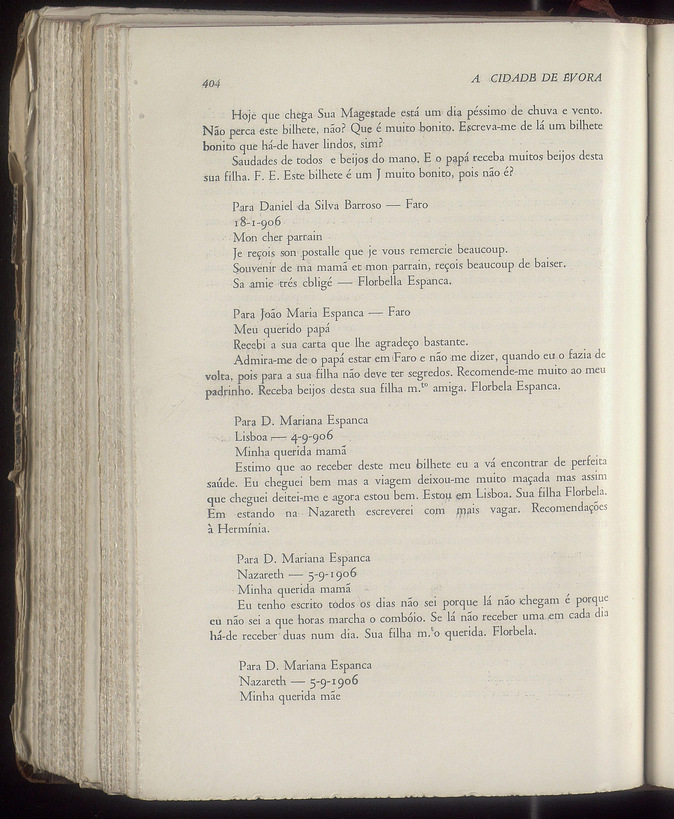 404
A CIDADE DE ÉVORA
Hoje que chega Sua Magestade está um dia péssimo de chuva e vento.
Não perca este bilhete, não? Que é muito bonito. Escreva-me de lá um bilhete
bonito que há-de haver lindos, sim?
Saudades de todos e beijos do mano. E o papá receba muitos beijos desta
sua filha. F. E. Este bilhete é um J muito bonito, pois não é?
Para Daniel da Silva Barroso — Faro
18-1-906
Mon cher parrain
Je reçois son postalle que je vous remercie beaucoup.
Souvenir de ma mamã et mon parrain, reçois beaucoup de baiser.
Sa amie trés cbligé — Florbella Espanca.
Para João Maria Espanca — Faro
Meu querido papá
Recebi a sua carta que lhe agradeço bastante.
Admira-me de o papá estar em Faro e não me dizer, quando eu o fazia de
volta, pois para a sua filha não deve ter segredos. Recomende-me muito ao meu
padrinho. Receba beijos desta sua filha m.to amiga. Florbela Espanca.
Para D. Mariana Espanca
Lisboa — 4-9-906
Minha querida mamã
Estimo que ao receber deste meu bilhete eu a vá encontrar de perfeita
saúde. Eu cheguei bem mas a viagem deixou-me muito maçada mas assim
que cheguei deitei-me e agora estou bem. Estou em Lisboa. Sua filha Florbela.
Em estando na Nazareth escreverei com mais vagar. Recomendações
à Hermínia.
Para D. Mariana Espanca
Nazareth — 5-9-1906
Minha querida mamã
Eu tenho escrito todos os dias não sei porque lá não chegam é porque
eu não sei a que horas marcha o combóio. Se lá não receber uma em cada dia
há-de receber duas num dia. Sua filha m.to querida. Florbela.
Para D. Mariana Espanca
Nazareth — 5-9-1906
Minha querida mãe